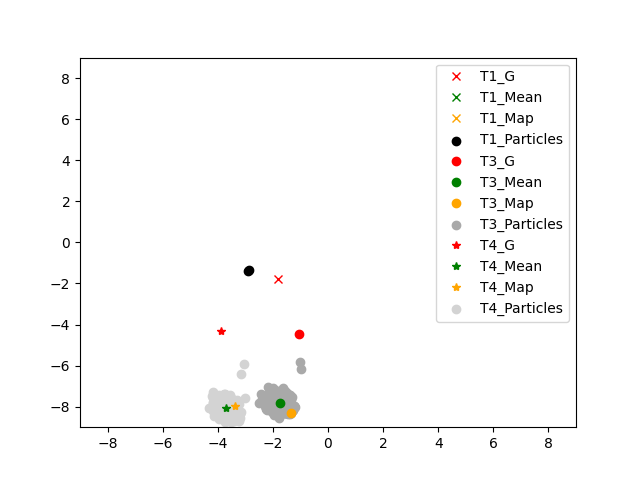 8
6
4
2
0
−2
−4
−6
−8
−8 −6 −4 −2 0 2 4 6 8
T1_G
T1_Mean
T1_Map
T1_Particles
T3_G
T3_Mean
T3_Map
T3_Particles
T4_G
T4_Mean
T4_Map
T4_Particles